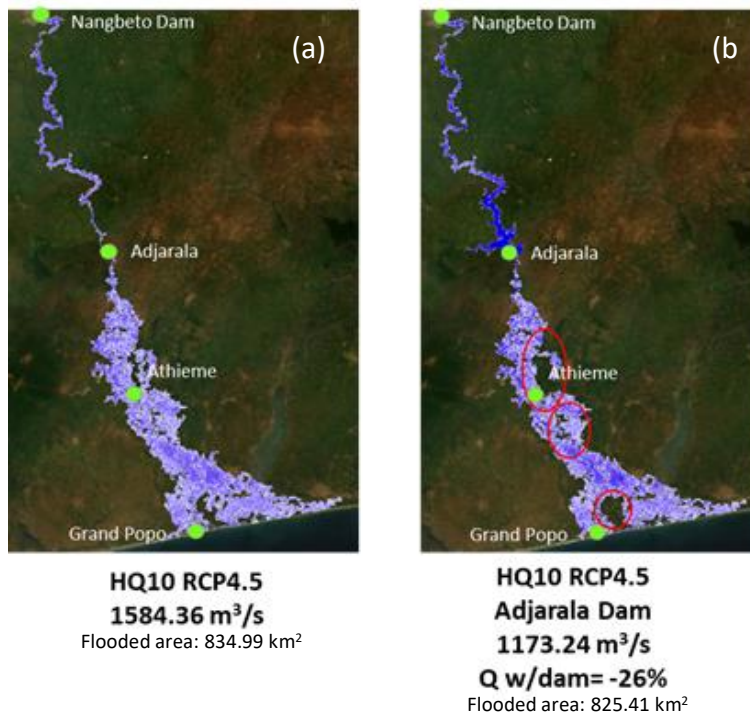 Nangbeto Dam
(a)
Adjarala
Athieme
Grand Popo
HQ10 RCP4.5
1584.36 m³/s
Flooded area: 834.99 km²
Nangbeto Dam
(b
Adjarala
Athieme
Grand Popo
HQ10 RCP4.5
Adjarala Dam
1173.24 m³/s
Q w/dam= -26%
Flooded area: 825.41 km²